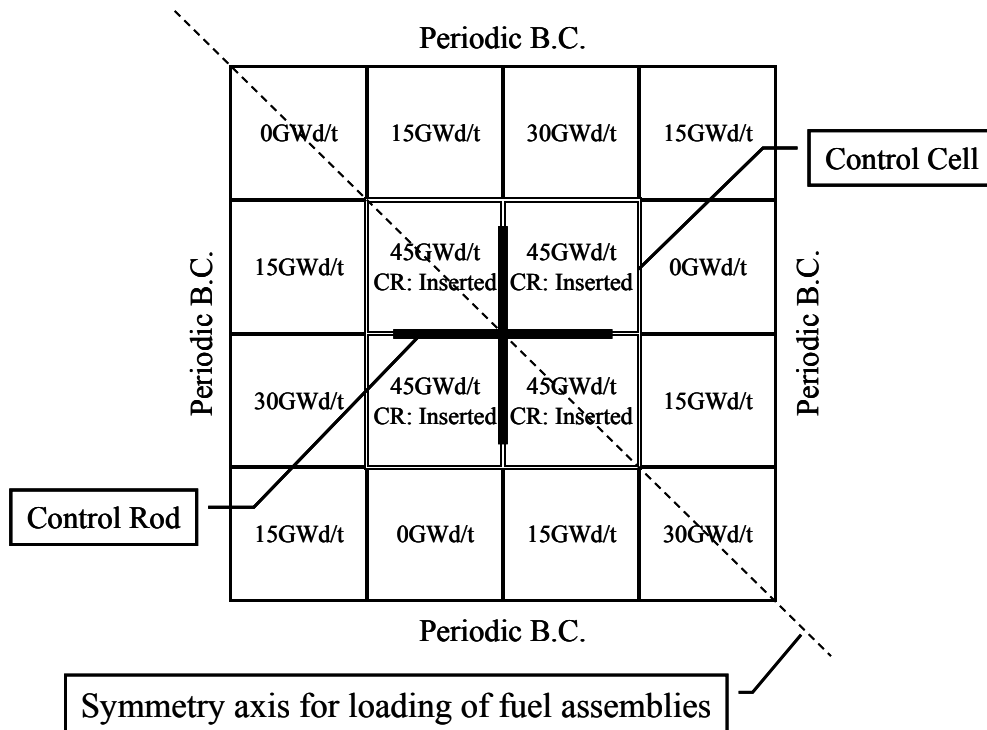 Periodic B.C.
0GWd/t
15GWd/t
30GWd/t
15GWd/t
Control Cell
15GWd/t
45GWd/t
CR: Inserted
45GWd/t
CR: Inserted
0GWd/t
Periodic B.C.
Periodic B.C.
30GWd/t
45GWd/t
CR: Inserted
45GWd/t
CR: Inserted
15GWd/t
Control Rod
15GWd/t
0GWd/t
15GWd/t
30GWd/t
Periodic B.C.
Symmetry axis for loading of fuel assemblies